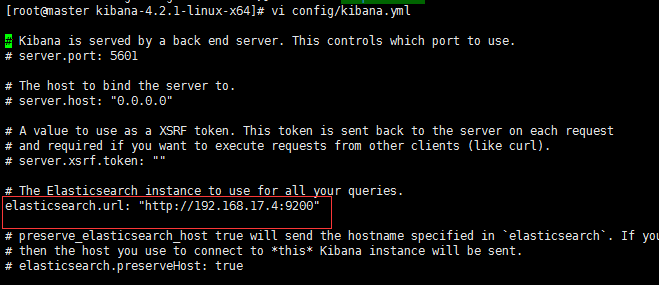 [root@master kibana-4.2.1-linux-x64]# vi config/kibana.yml
# Kibana is served by a back end server. This controls which port to use.
# server.port: 5601
# The host to bind the server to.
# server.host: "0.0.0.0"
# A value to use as a XSRF token. This token is sent back to the server on each request
# and required if you want to execute requests from other clients (like curl).
# server.xsrf.token: ""
# The Elasticsearch instance to use for all your queries.
elasticsearch.url: "http://192.168.17.4:9200"
# preserve_elasticsearch_host true will send the hostname specified in `elasticsearch`. If you
# then the host you use to connect to *this* Kibana instance will be sent.
# elasticsearch.preserveHost: true